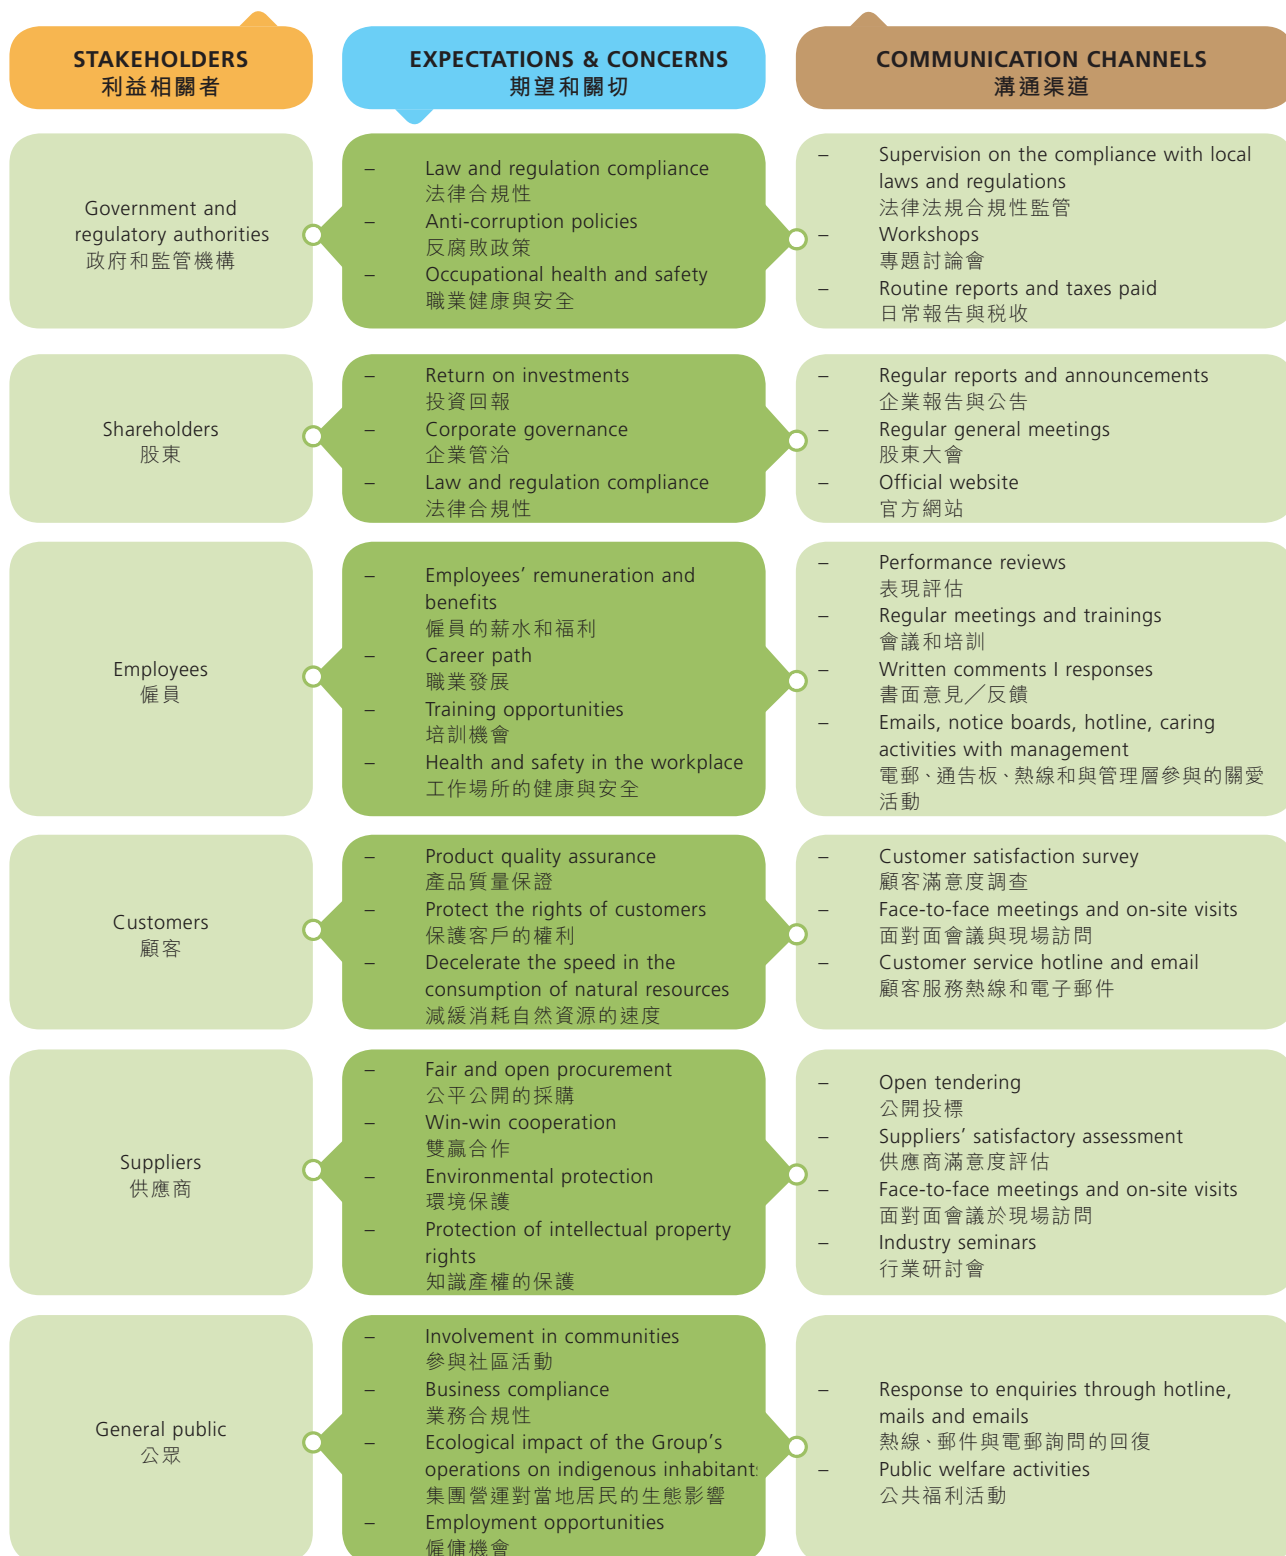 STAKEHOLDERS
利益相關者
EXPECTATIONS & CONCERNS
期望和關切
COMMUNICATION CHANNELS
溝通渠道
Government and
regulatory authorities
政府和監管機構
– Law and regulation compliance
法律合規性
– Anti-corruption policies
反腐敗政策
– Occupational health and safety
職業健康與安全
– Supervision on the compliance with local
laws and regulations
法律法規合規性監管
– Workshops
專題討論會
– Routine reports and taxes paid
日常報告與税收
Shareholders
股東
– Return on investments
投資回報
– Corporate governance
企業管治
– Law and regulation compliance
法律合規性
– Regular reports and announcements
企業報告與公告
– Regular general meetings
股東大會
– Official website
官方網站
Employees
僱員
– Employees’ remuneration and
benefits
僱員的薪水和福利
– Career path
職業發展
– Training opportunities
培訓機會
– Health and safety in the workplace
工作場所的健康與安全
– Performance reviews
表現評估
– Regular meetings and trainings
會議和培訓
– Written comments I responses
書面意見╱反饋
– Emails, notice boards, hotline, caring
activities with management
電郵、通告板、熱線和與管理層參與的關愛
活動
Customers
顧客
– Product quality assurance
產品質量保證
– Protect the rights of customers
保護客戶的權利
– Decelerate the speed in the
consumption of natural resources
減緩消耗自然資源的速度
– Customer satisfaction survey
顧客滿意度調查
– Face-to-face meetings and on-site visits
面對面會議與現場訪問
– Customer service hotline and email
顧客服務熱線和電子郵件
Suppliers
供應商
– Fair and open procurement
公平公開的採購
– Win-win cooperation
雙贏合作
– Environmental protection
環境保護
– Protection of intellectual property
rights
知識產權的保護
– Open tendering
公開投標
– Suppliers’ satisfactory assessment
供應商滿意度評估
– Face-to-face meetings and on-site visits
面對面會議於現場訪問
– Industry seminars
行業研討會
General public
公眾
– Involvement in communities
參與社區活動
– Business compliance
業務合規性
– Ecological impact of the Group’s
operations on indigenous inhabitants
集團營運對當地居民的生態影響
– Employment opportunities
僱傭機會
– Response to enquiries through hotline,
mails and emails
熱線、郵件與電郵詢問的回復
– Public welfare activities
公共福利活動